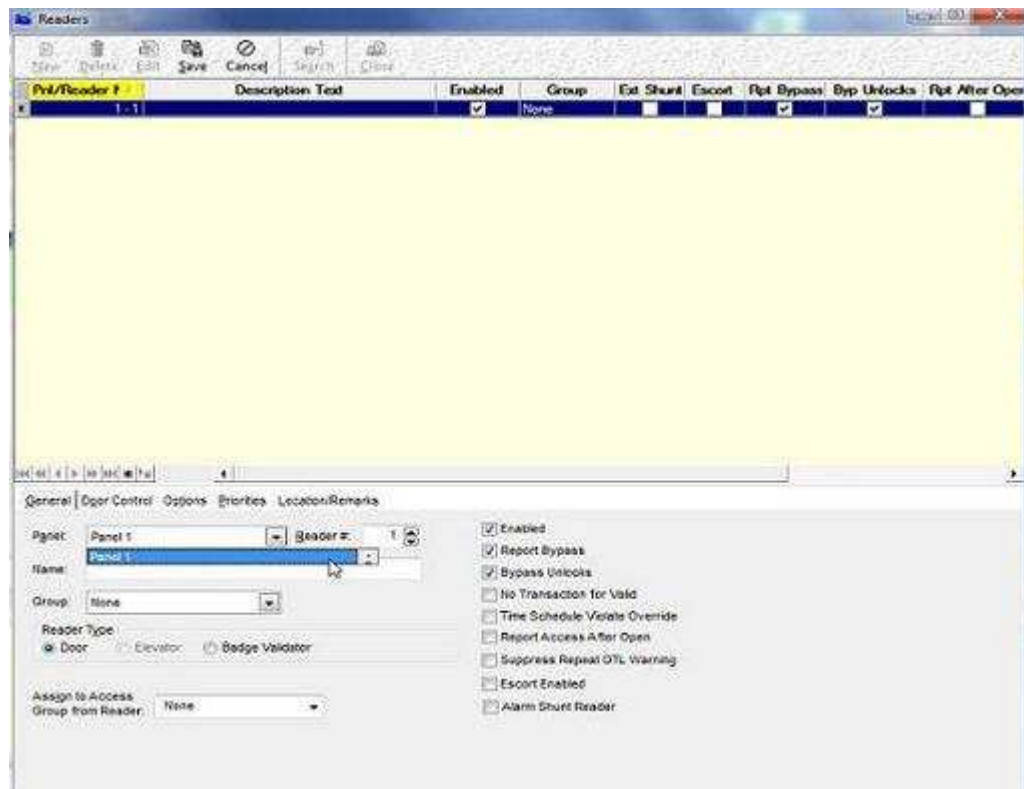 Readers
New Delete Edit Save Cancel Search Close
Pnl/Reader # Description Text Enabled Group Ext Shunt Escort Rpt Bypass Byp Unlocks Rpt After Open
1 - 1 None
General Door Control Options Priorities Location/Remarks
Panel: Panel 1 Reader #: 1
Panel 1
Name:
Group: None
Reader Type
Door Elevator Badge Validator
Assign to Access
Group from Reader: None
Enabled
Report Bypass
Bypass Unlocks
No Transaction for Valid
Time Schedule Violate Override
Report Access After Open
Suppress Repeat OTL Warning
Escort Enabled
Alarm Shunt Reader